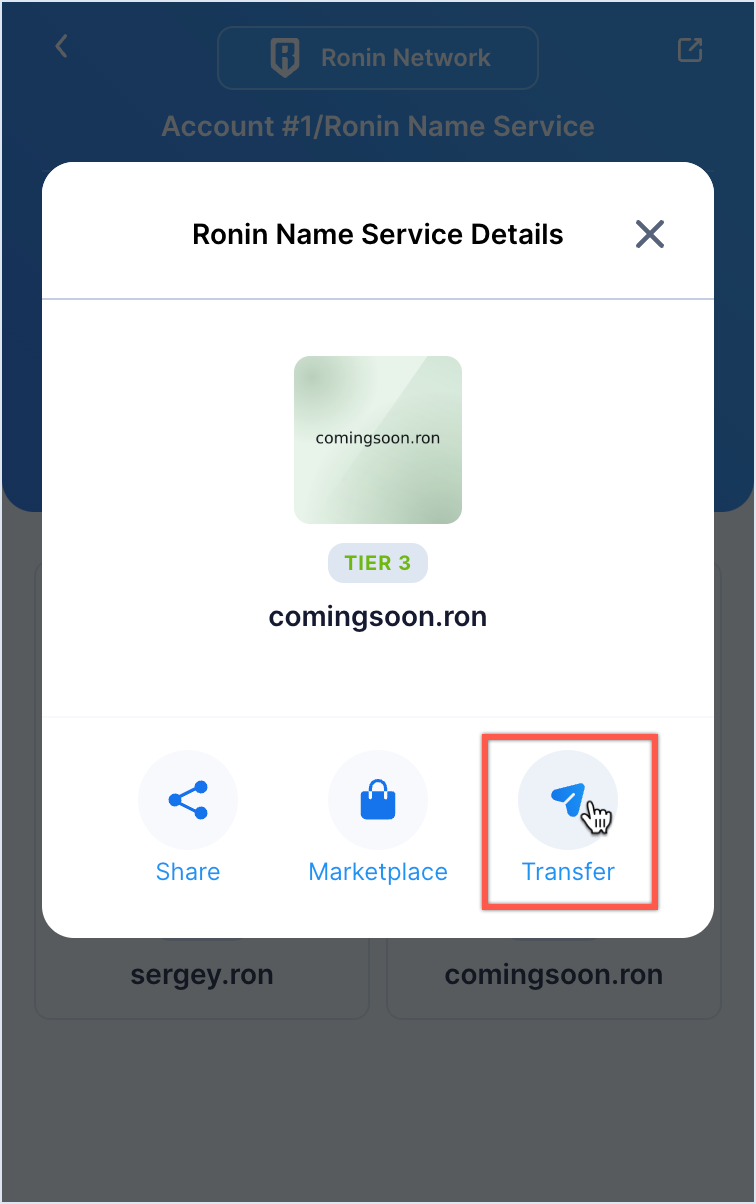 Ronin Network
Account #1/Ronin Name Service
Ronin Name Service Details
comingsoon.ron
TIER 3
comingsoon.ron
Share
Marketplace
Transfer
sergey.ron
comingsoon.ron